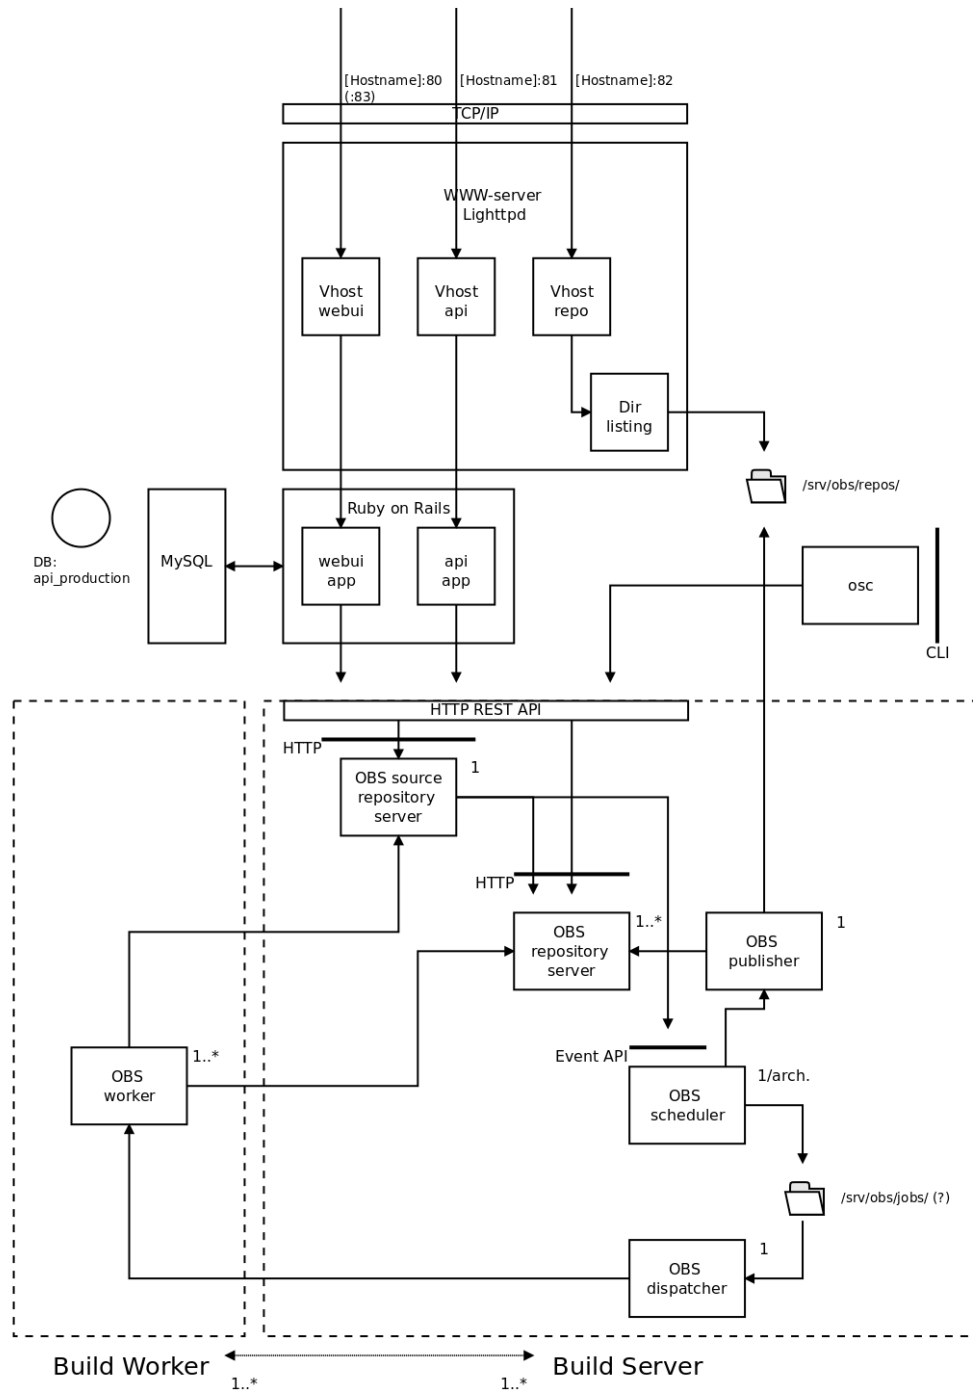 [Hostname]:80
(:83)
[Hostname]:81
[Hostname]:82
TCP/IP
WWW-server
Lighttpd
Vhost
webui
Vhost
api
Vhost
repo
Dir
listing
/srv/obs/repos/
DB:
api_production
MySQL
Ruby on Rails
webui
app
api
app
osc
CLI
HTTP REST API
HTTP
OBS source
repository
server
1
HTTP
OBS
repository
server
1..*
OBS
publisher
1
OBS
worker
1..*
Event API
OBS
scheduler
1/arch.
/srv/obs/jobs/ (?)
OBS
dispatcher
1
Build Worker
1..*
1..*
Build Server